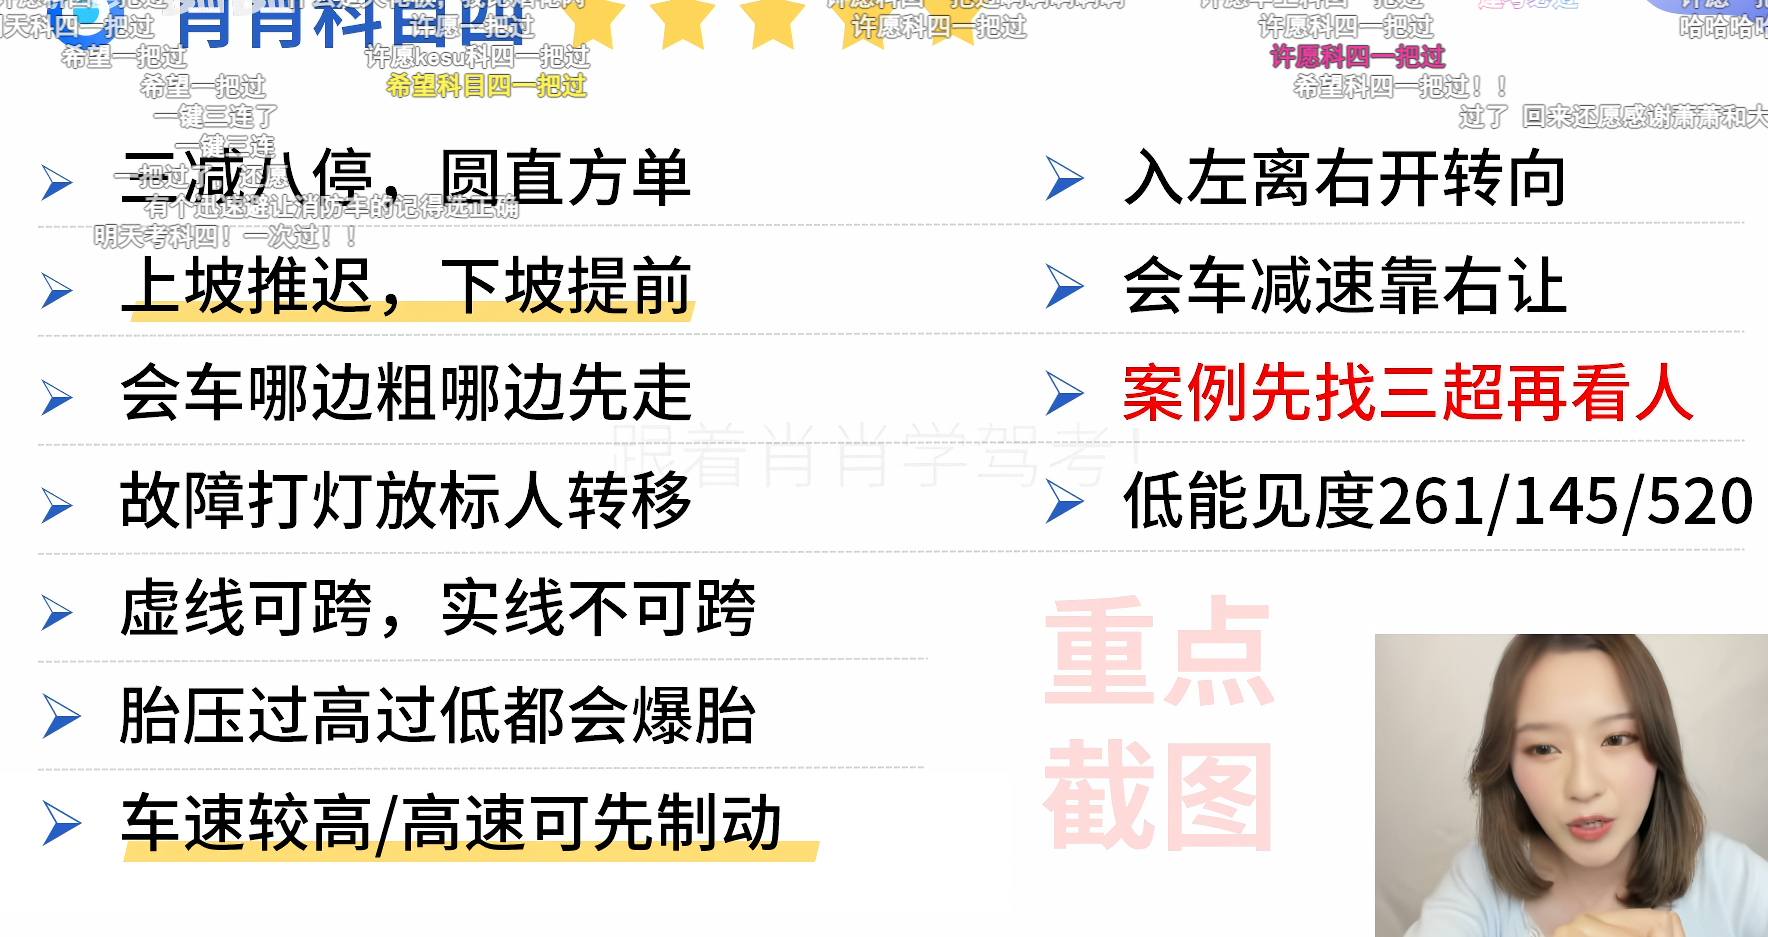 肖肖科目四
明天科四一把过
许愿一把过
许愿科四一把过
许愿科四一把过
哈哈哈哈
希望一把过
许愿kesu科四一把过
许愿科四一把过
希望一把过
希望科目四一把过
希望科四一把过！！
一键三连了
过了 回来还愿感谢萧萧和大
一键三连
一把过了，还愿
有个迅速避让消防车的记得选正确
明天考科四！一次过！！
三减八停，圆直方单
上坡推迟，下坡提前
会车哪边粗哪边先走
故障打灯放标人转移
虚线可跨，实线不可跨
胎压过高过低都会爆胎
车速较高/高速可先制动
入左离右开转向
会车减速靠右让
案例先找三超再看人
低能见度261/145/520
跟着肖肖学驾考！
重点
截图